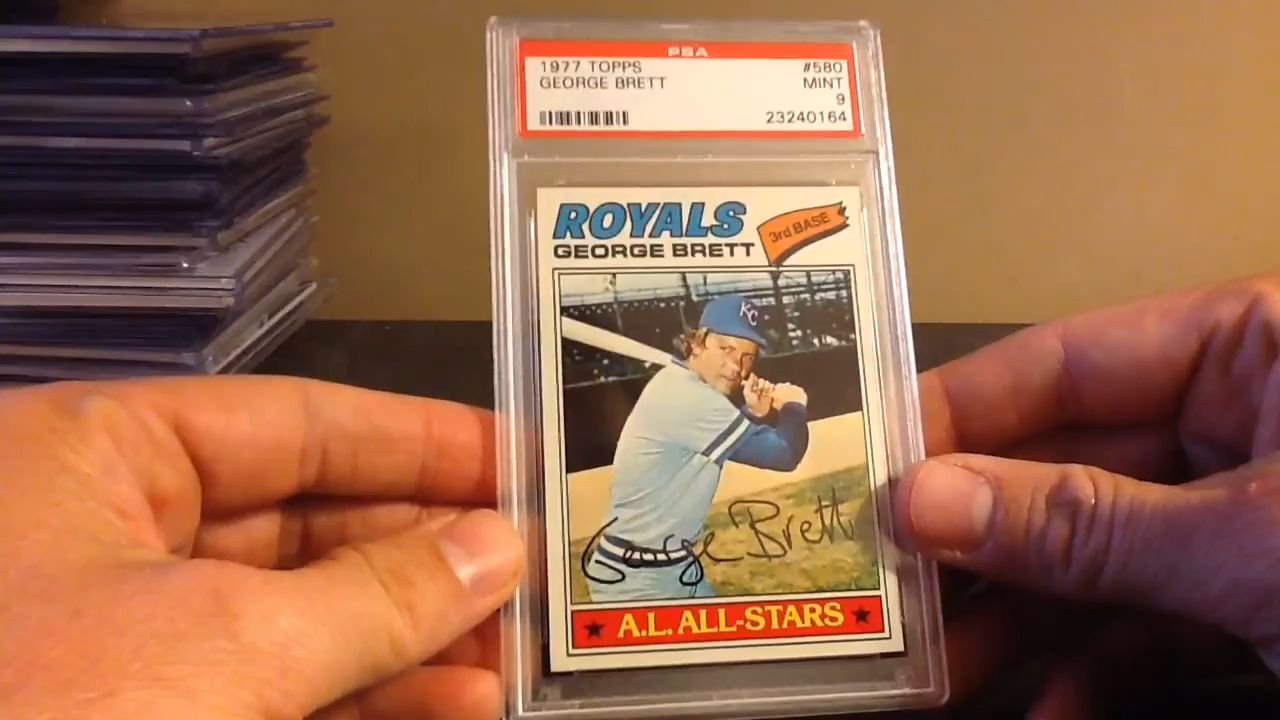 PSA
1977 TOPPS #580
GEORGE BRETT MINT
9
23240164
ROYALS
GEORGE BRETT
3rd BASE
KC
George Brett
A.L. ALL-STARS